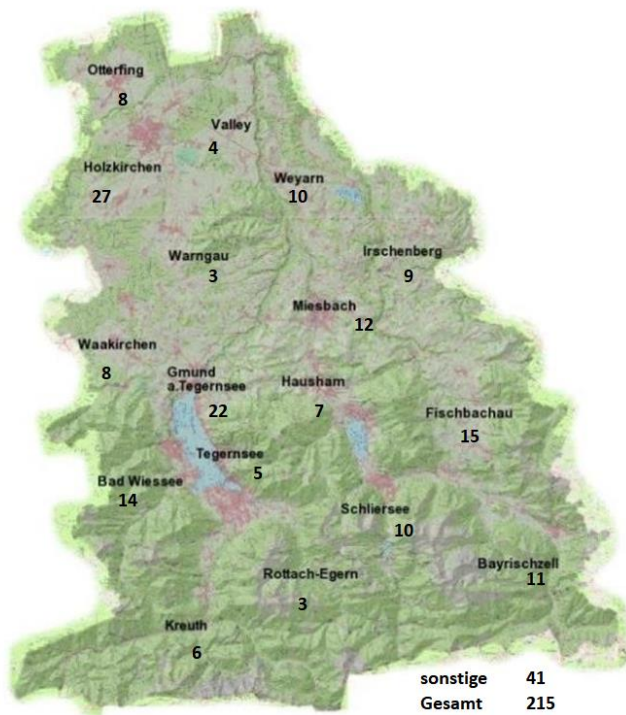 Otterfing
8
Valley
4
Holzkirchen
27
Weyarn
10
Irschenberg
9
Warngau
3
Miesbach
12
Waakirchen
8
Gmund
a.Tegernsee
22
Hausham
7
Fischbachau
15
Tegernsee
5
Bad Wiessee
14
Schliersee
10
Bayrischzell
11
Rottach-Egern
3
Kreuth
6
sonstige 41
Gesamt 215